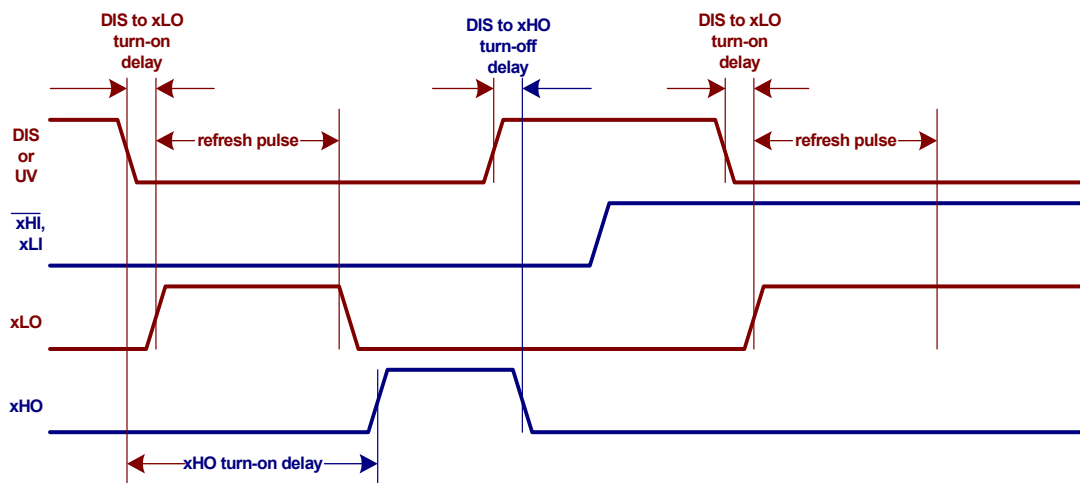 DIS to xLO
turn-on
delay
DIS to xHO
turn-off
delay
DIS to xLO
turn-on
delay
DIS
or
UV
refresh pulse
refresh pulse
xHI,
xLI
xLO
xHO
xHO turn-on delay